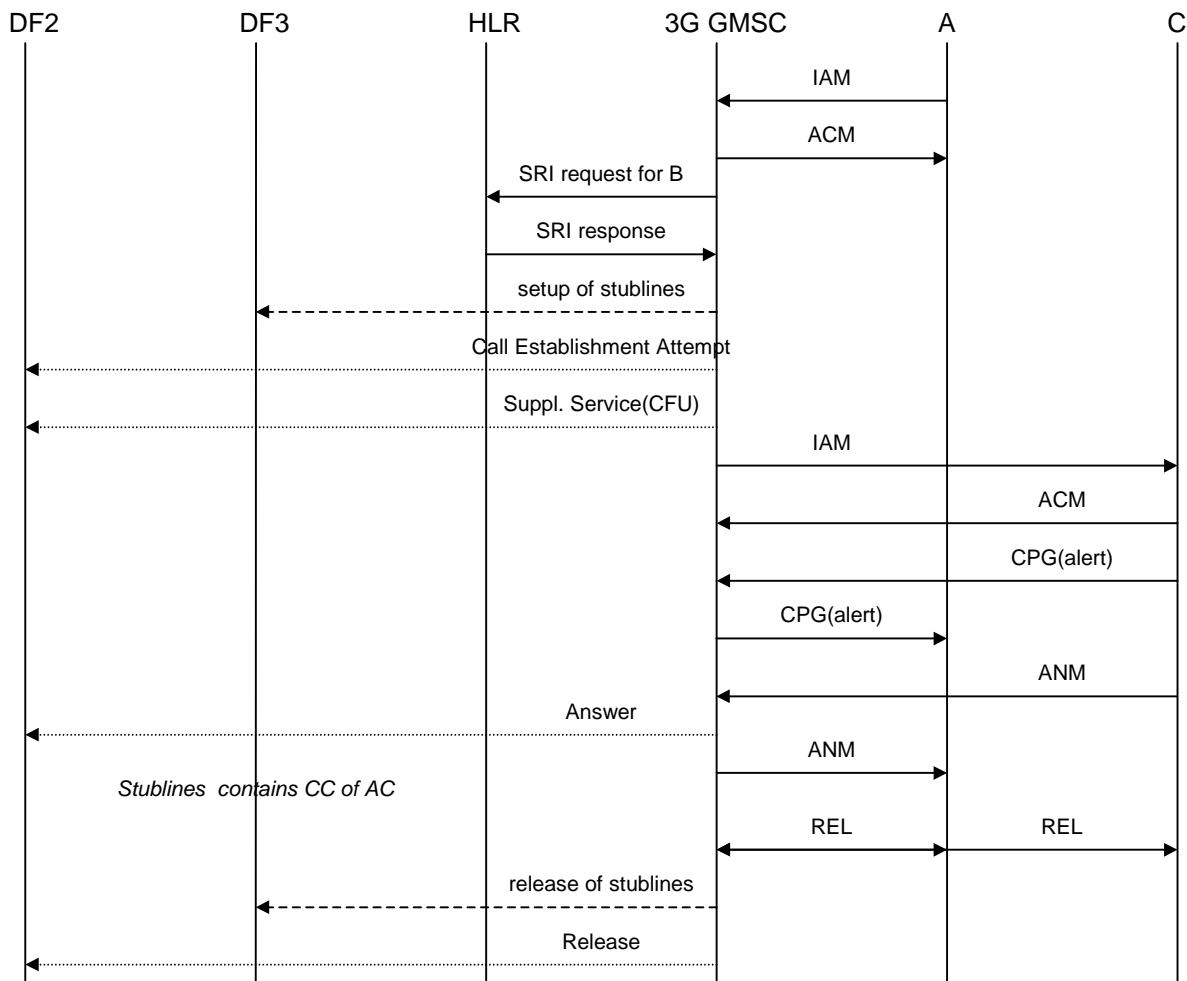 DF2 DF3 HLR 3G GMSC A C
IAM
ACM
SRI request for B
SRI response
setup of stublines
Call Establishment Attempt
Suppl. Service(CFU)
IAM
ACM
CPG(alert)
CPG(alert)
ANM
Answer
ANM
Stublines contains CC of AC
REL REL
release of stublines
Release